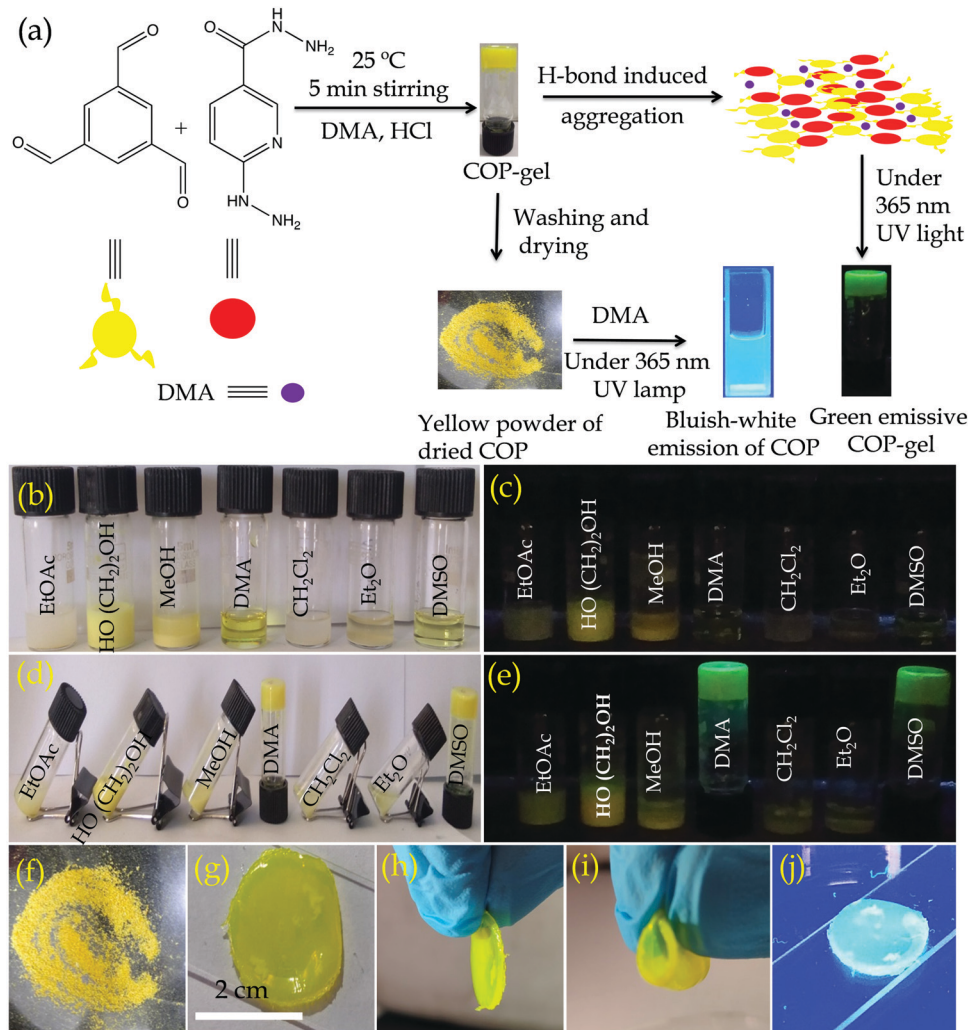 (a)
O
O
O
O
H
N
NH2
N
HN
NH2
+
25 ºC
5 min stirring
DMA, HCl
COP-gel
H-bond induced
aggregation
Washing and
drying
Under
365 nm
UV light
DMA
Under 365 nm
UV lamp
DMA
Yellow powder of
dried COP
Bluish-white
emission of COP
Green emissive
COP-gel
(b)
EtOAc
HO (CH2)2OH
MeOH
DMA
CH2Cl2
Et2O
DMSO
(c)
EtOAc
HO (CH2)2OH
MeOH
DMA
CH2Cl2
Et2O
DMSO
(d)
EtOAc
HO (CH2)2OH
MeOH
DMA
CH2Cl2
Et2O
DMSO
(e)
EtOAc
HO (CH2)2OH
MeOH
DMA
CH2Cl2
Et2O
DMSO
(f)
(g)
2 cm
(h)
(i)
(j)